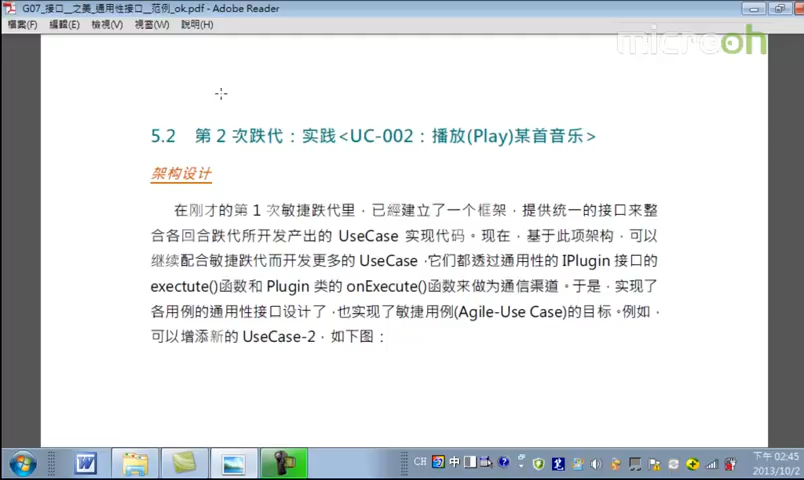 G07_接口__之美_通用性接口__范例_ok.pdf - Adobe Reader
檔案(F) 編輯(E) 檢視(V) 視窗(W) 說明(H)
microoh
5.2 第 2 次跌代：实践<UC-002：播放(Play)某首音乐>
架构设计
在刚才的第 1 次敏捷跌代里，已經建立了一个框架，提供统一的接口来整
合各回合跌代所开发产出的 UseCase 实现代码。现在，基于此项架构，可以
继续配合敏捷跌代而开发更多的 UseCase，它们都透过通用性的 IPlugin 接口的
exectute()函数和 Plugin 类的 onExecute()函数来做为通信渠道。于是，实现了
各用例的通用性接口设计了，也实现了敏捷用例(Agile-Use Case)的目标。例如，
可以增添新的 UseCase-2，如下图：
CH 中
下午 02:45
2013/10/2